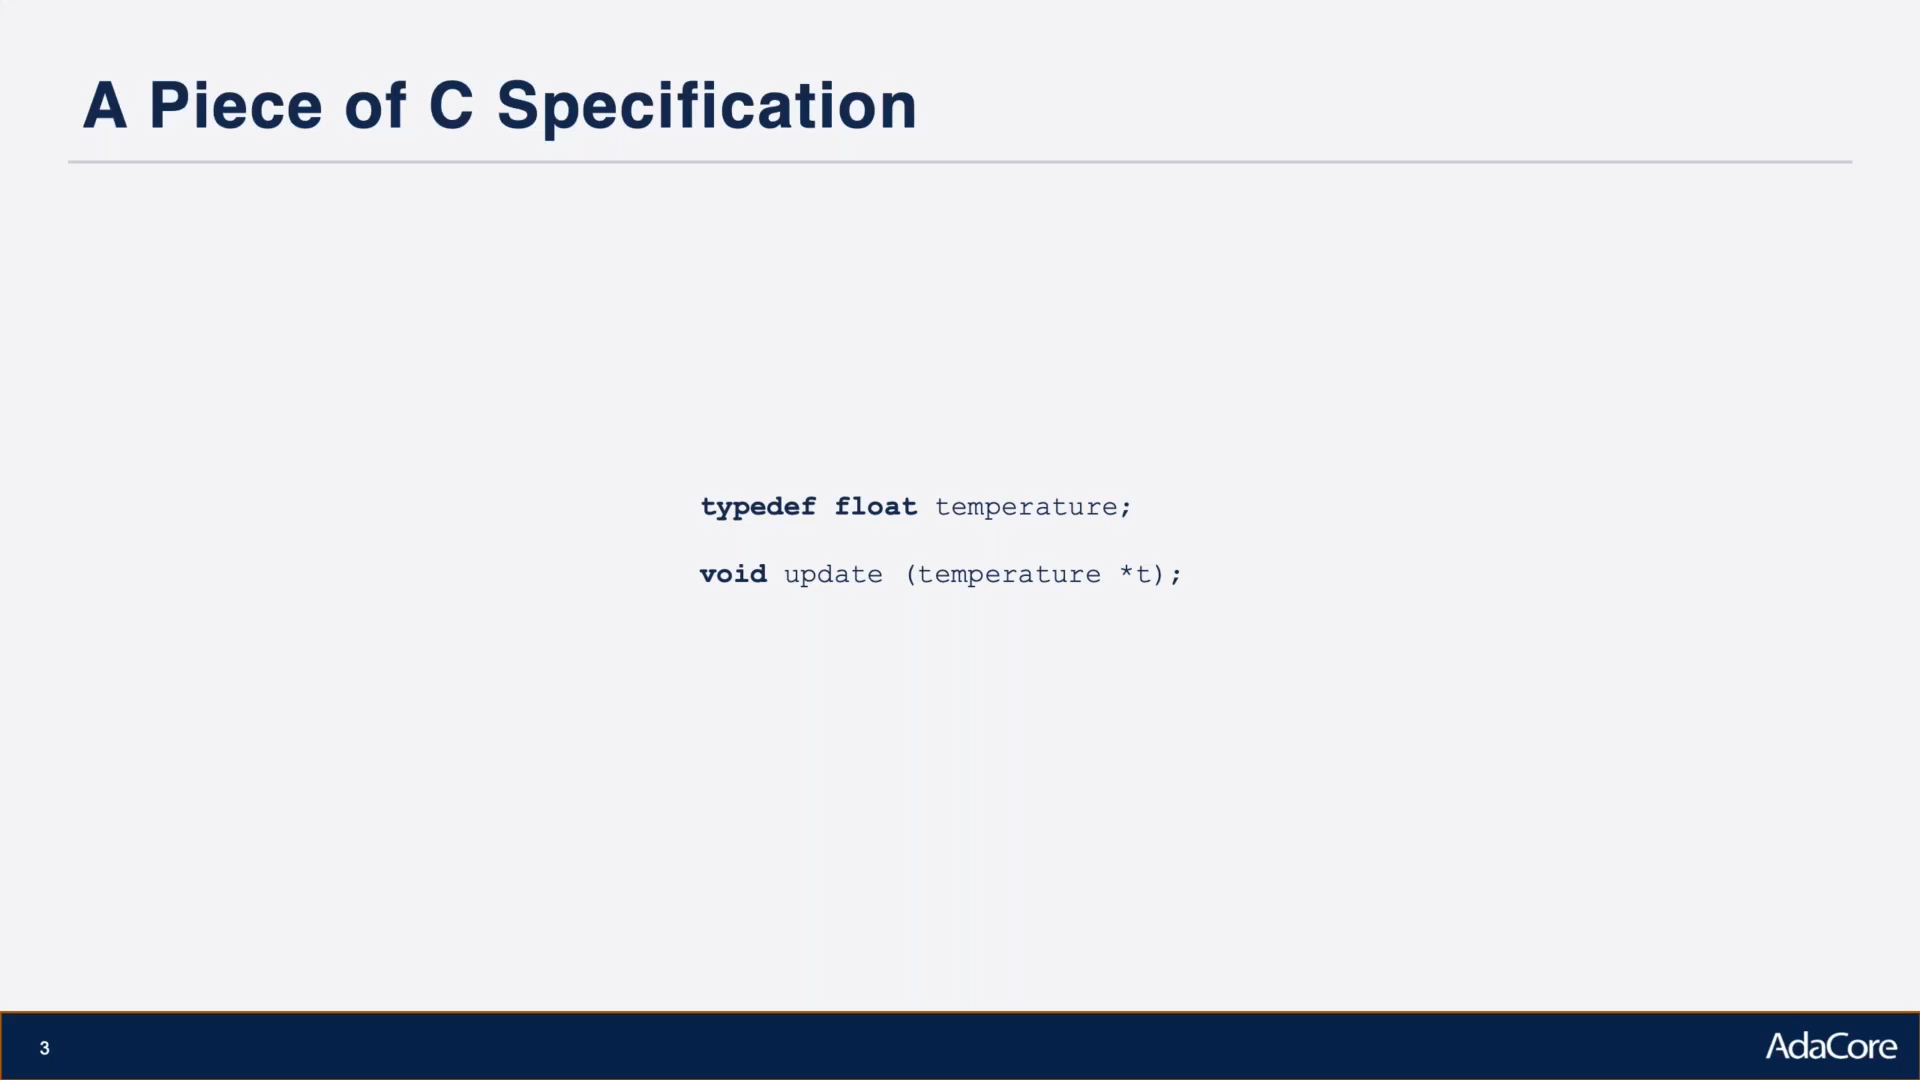 A Piece of C Specification
typedef float temperature;
void update (temperature *t);
3
AdaCore